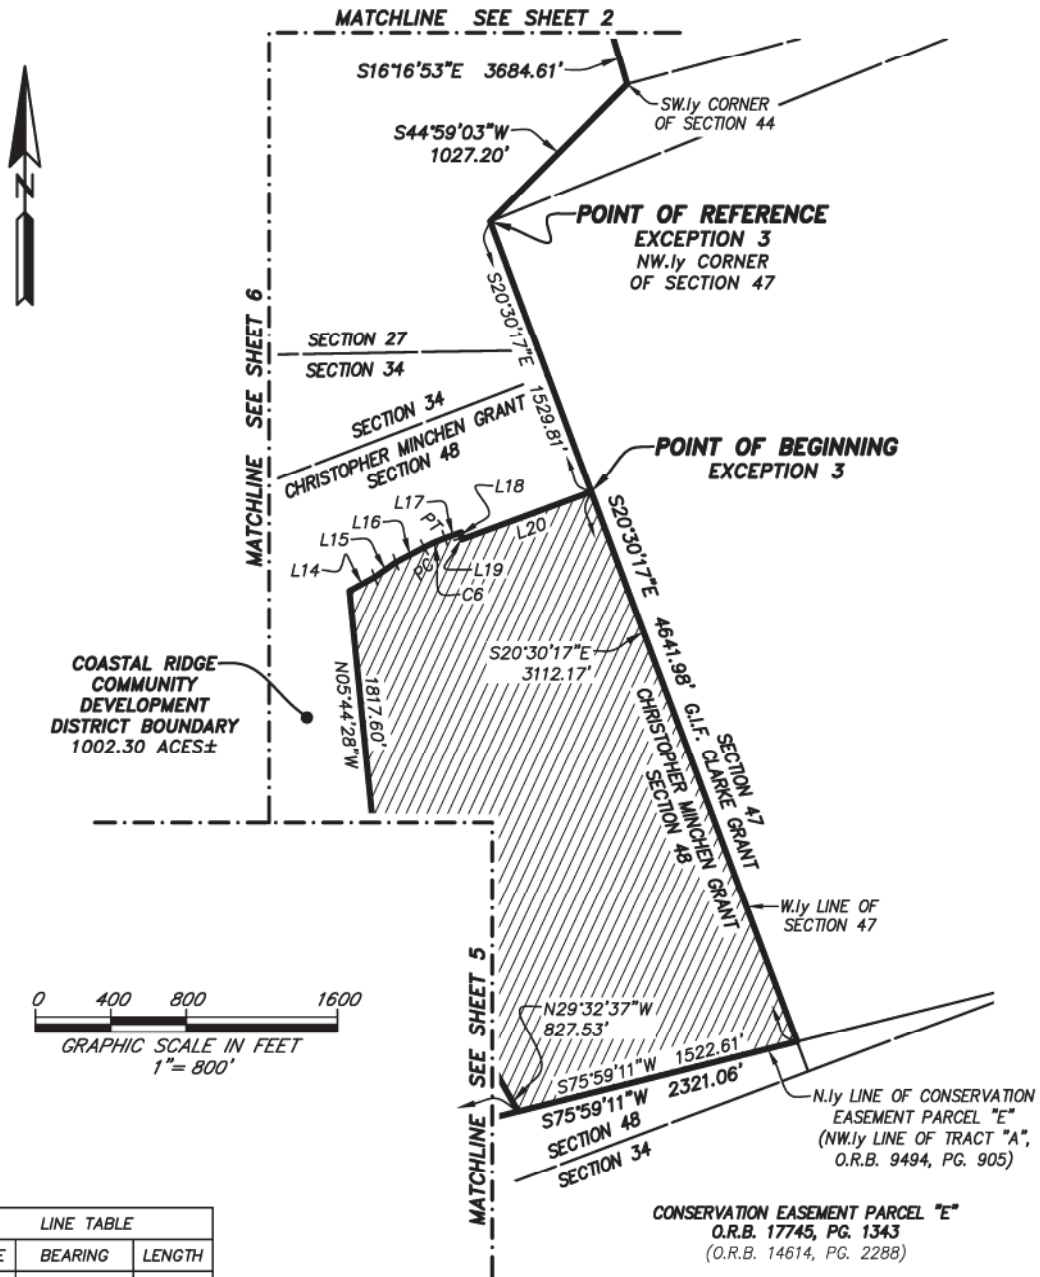 MATCHLINE SEE SHEET 2
S16°16'53"E 3684.61'
SW.ly CORNER
OF SECTION 44
S44°59'03"W
1027.20'
N
POINT OF REFERENCE
EXCEPTION 3
NW.ly CORNER
OF SECTION 47
S20°30'17"E 1529.81'
MATCHLINE SEE SHEET 6
SECTION 27
SECTION 34
SECTION 34
CHRISTOPHER MINCHEN GRANT
SECTION 48
POINT OF BEGINNING
EXCEPTION 3
L18
L17
PT
L16
L15
L14
PC
L19
C6
L20
S20°30'17"E 4641.98'
S20°30'17"E
3112.17'
SECTION 47
G.I.F. CLARKE GRANT
CHRISTOPHER MINCHEN GRANT
SECTION 48
COASTAL RIDGE
COMMUNITY
DEVELOPMENT
DISTRICT BOUNDARY
1002.30 ACES±
1817.60'
N05°44'28"W
W.ly LINE OF
SECTION 47
0 400 800 1600
GRAPHIC SCALE IN FEET
1"= 800'
MATCHLINE SEE SHEET 5
N29°32'37"W
827.53'
S75°59'11"W 1522.61'
S75°59'11"W 2321.06'
SECTION 48
SECTION 34
N.ly LINE OF CONSERVATION
EASEMENT PARCEL "E"
(NW.ly LINE OF TRACT "A",
O.R.B. 9494, PG. 905)
CONSERVATION EASEMENT PARCEL "E"
O.R.B. 17745, PG. 1343
(O.R.B. 14614, PG. 2288)
LINE TABLE
E BEARING LENGTH